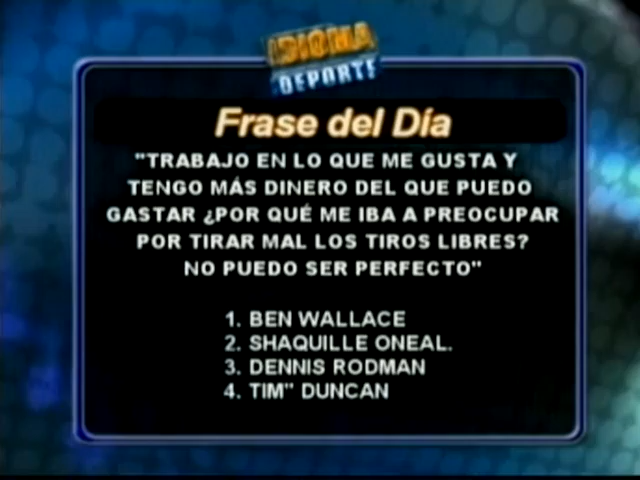 IDIOMA
DEPORTE
Frase del Día
"TRABAJO EN LO QUE ME GUSTA Y
TENGO MÁS DINERO DEL QUE PUEDO
GASTAR ¿POR QUÉ ME IBA A PREOCUPAR
POR TIRAR MAL LOS TIROS LIBRES?
NO PUEDO SER PERFECTO"
1. BEN WALLACE
2. SHAQUILLE ONEAL.
3. DENNIS RODMAN
4. TIM" DUNCAN